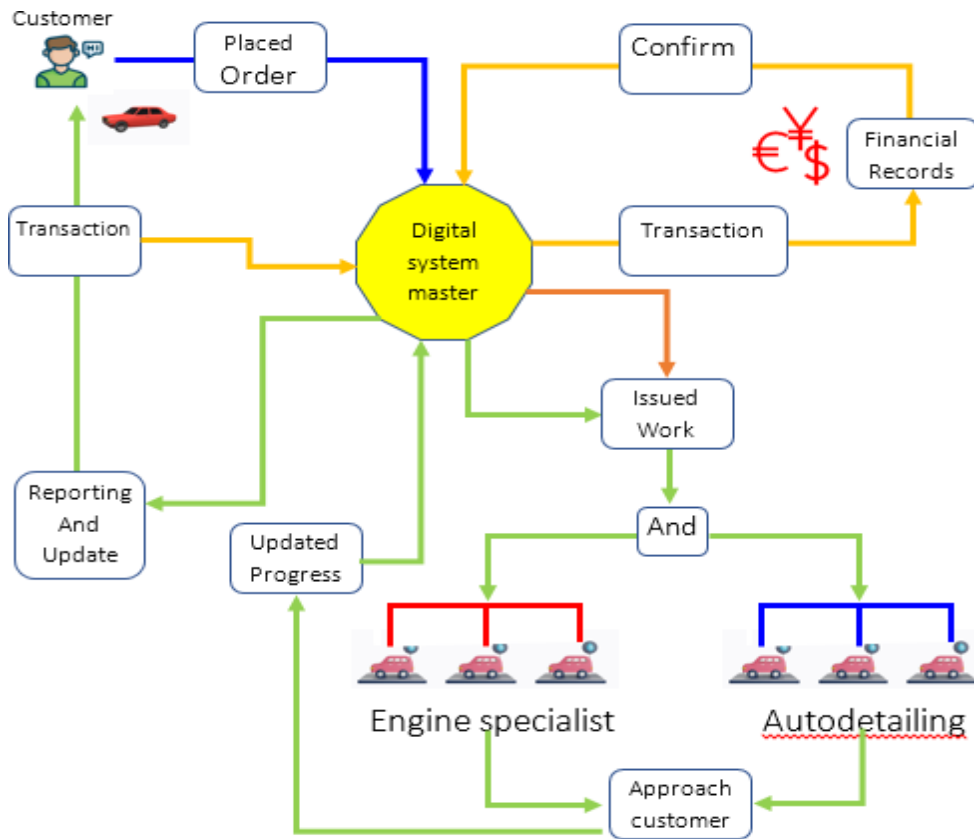 Customer
HI
Placed
Order
Confirm
€¥$
Financial
Records
Transaction
Digital
system
master
Transaction
Issued
Work
Reporting
And
Update
Updated
Progress
And
Engine specialist
Autodetailing
Approach
customer